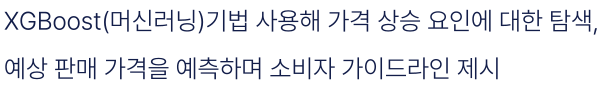 XGBoost(머신러닝)기법 사용해 가격 상승 요인에 대한 탐색,
예상 판매 가격을 예측하며 소비자 가이드라인 제시